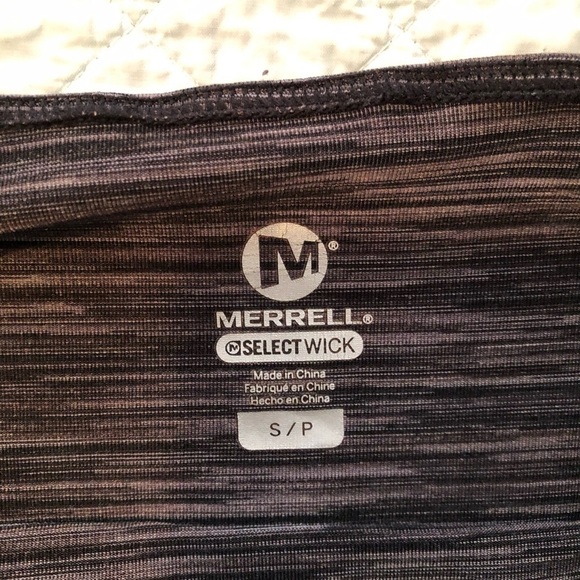 M®
MERRELL®
M SELECT WICK
Made in China
Fabriqué en Chine
Hecho en China
S / P